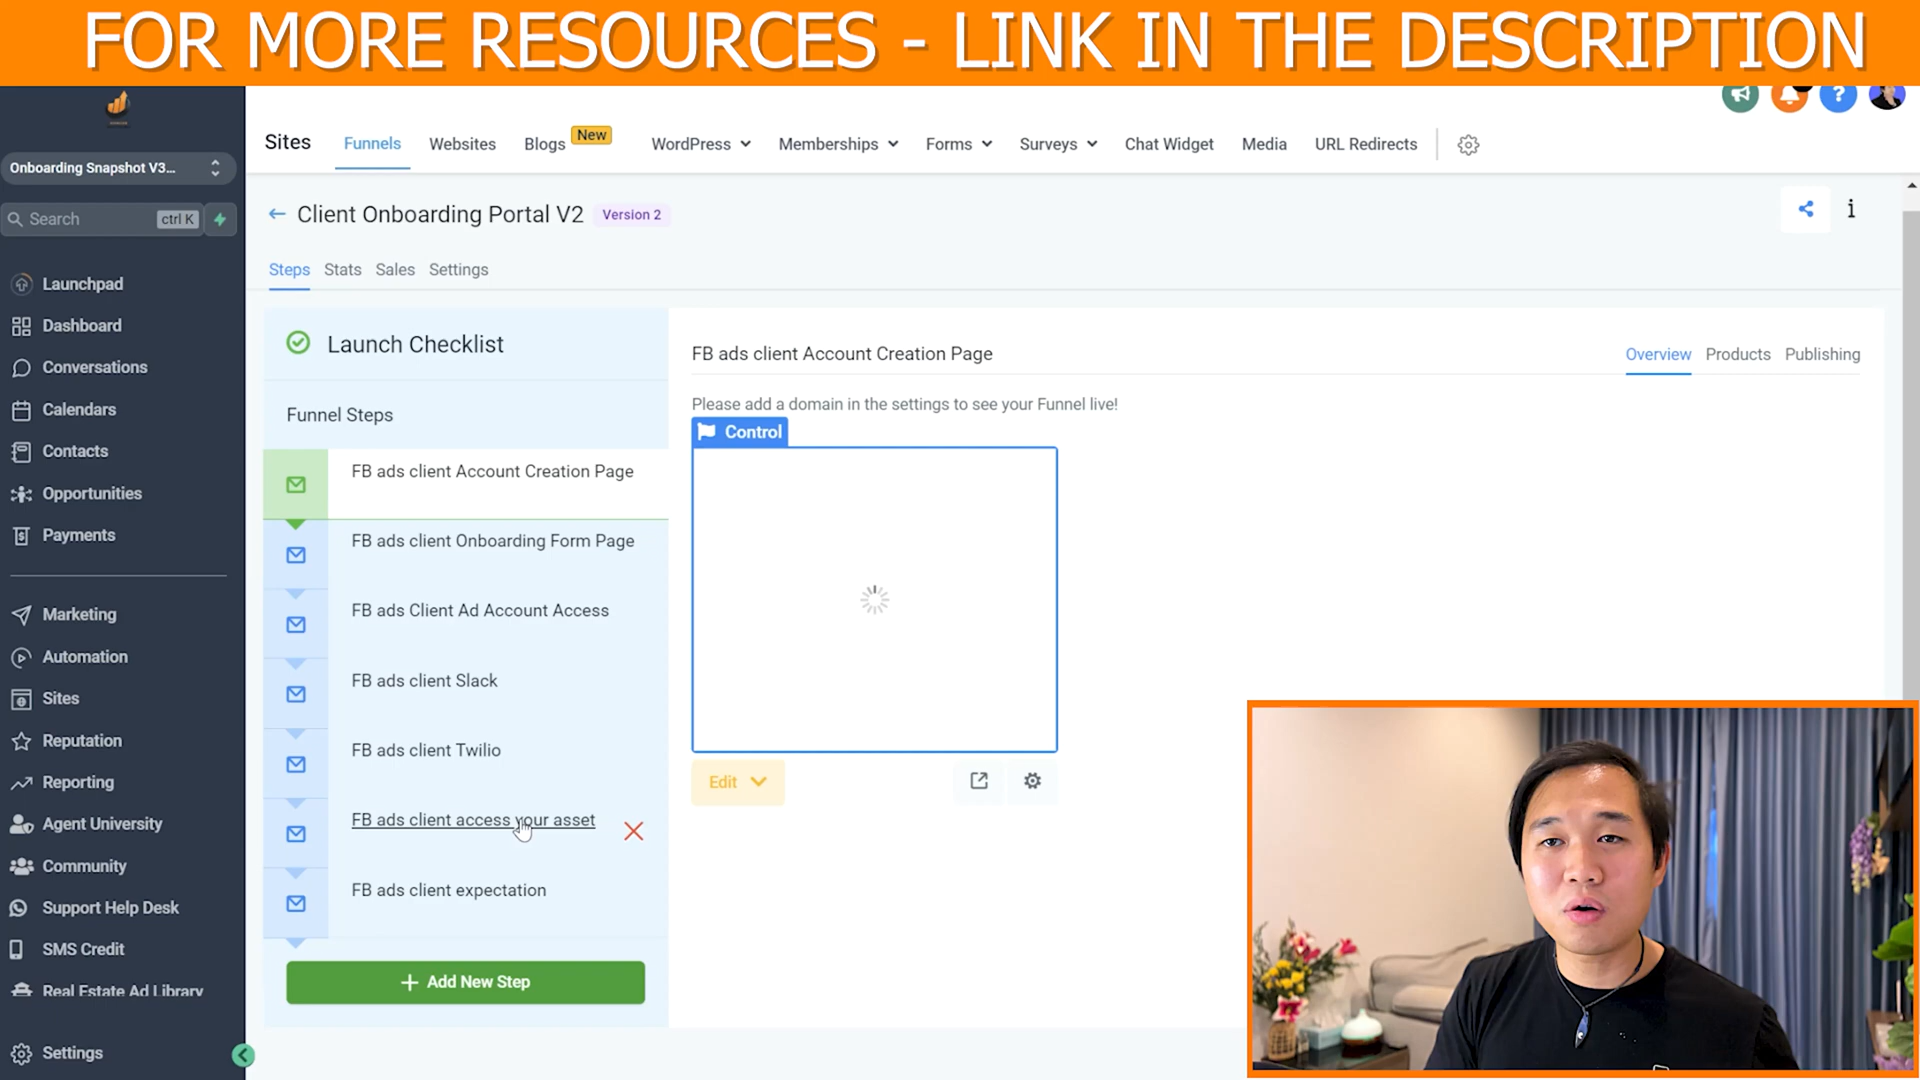 FOR MORE RESOURCES - LINK IN THE DESCRIPTION
Onboarding Snapshot V3...
Search
ctrl K
Launchpad
Dashboard
Conversations
Calendars
Contacts
Opportunities
Payments
Marketing
Automation
Sites
Reputation
Reporting
Agent University
Community
Support Help Desk
SMS Credit
Real Estate Ad Library
Settings
Sites
Funnels
Websites
Blogs
New
WordPress
Memberships
Forms
Surveys
Chat Widget
Media
URL Redirects
Client Onboarding Portal V2
Version 2
Steps
Stats
Sales
Settings
Launch Checklist
Funnel Steps
FB ads client Account Creation Page
FB ads client Onboarding Form Page
FB ads Client Ad Account Access
FB ads client Slack
FB ads client Twilio
FB ads client access your asset
FB ads client expectation
+ Add New Step
FB ads client Account Creation Page
Overview
Products
Publishing
Please add a domain in the settings to see your Funnel live!
Control
Edit